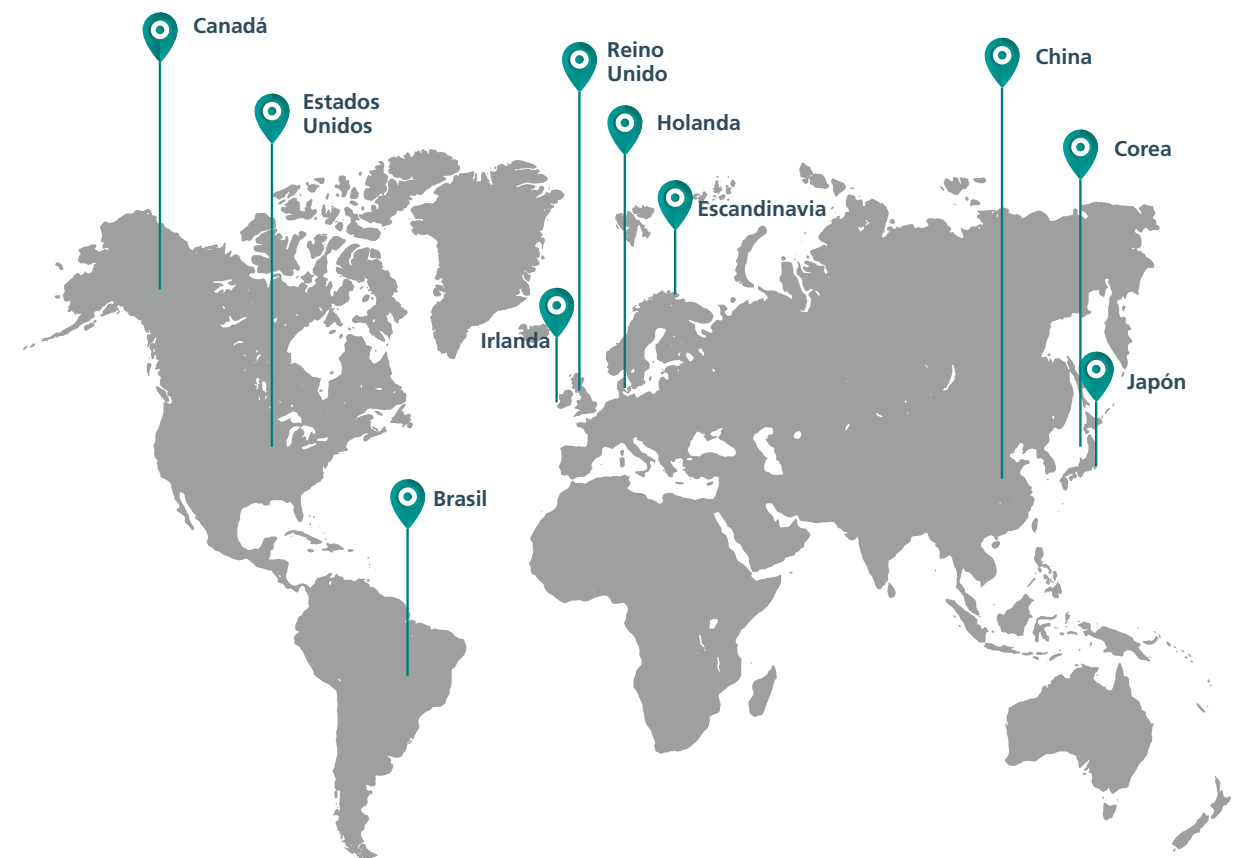 Canadá
Estados
Unidos
Reino
Unido
Holanda
Escandinavia
Irlanda
China
Corea
Japón
Brasil